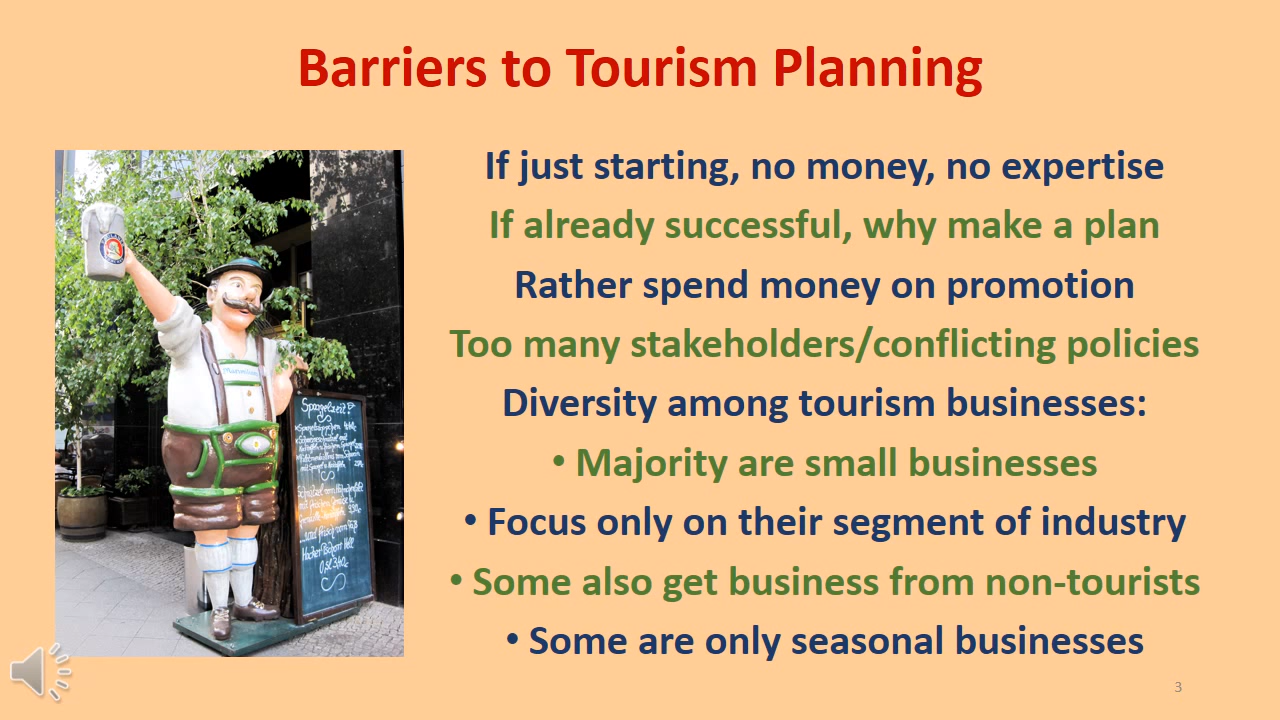 Barriers to Tourism Planning
If just starting, no money, no expertise
If already successful, why make a plan
Rather spend money on promotion
Too many stakeholders/conflicting policies
Diversity among tourism businesses:
• Majority are small businesses
• Focus only on their segment of industry
• Some also get business from non-tourists
• Some are only seasonal businesses
Spargelzeit
3